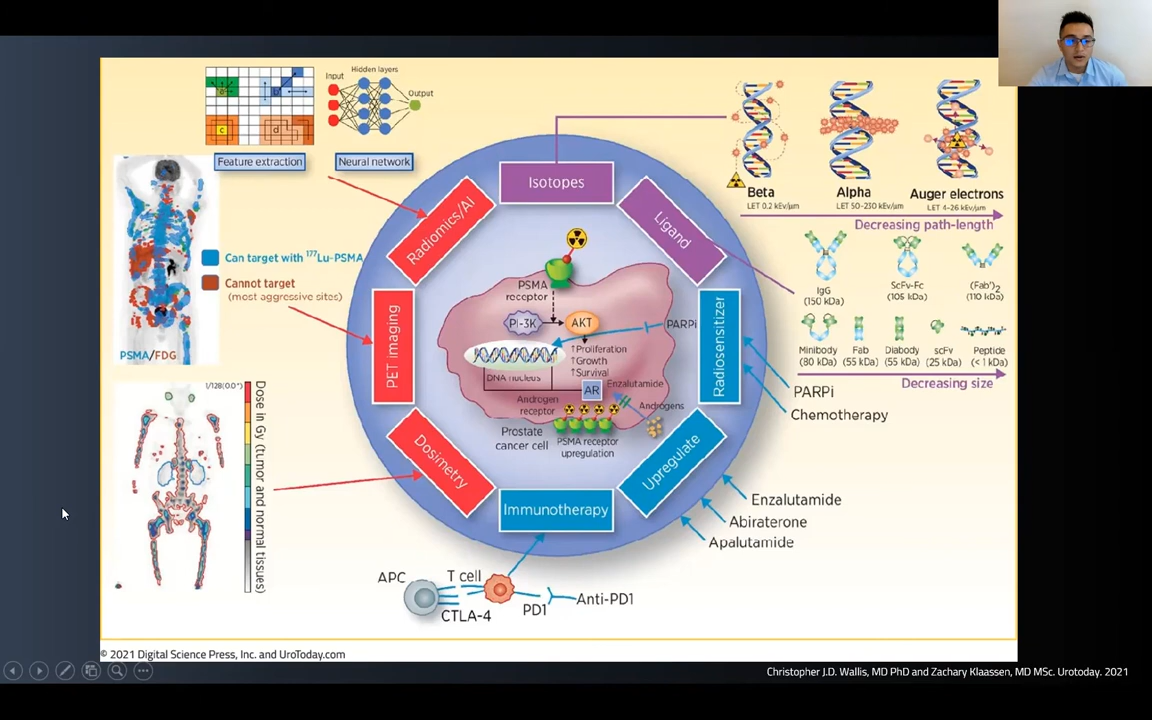 Input
Hidden layers
Output
a
b
c
d
Feature extraction
Neural network
Can target with 177Lu-PSMA
Cannot target
(most aggressive sites)
PSMA/FDG
1/128(0.0°)
Dose in Gy (tumor and normal tissues)
Radiomics/AI
Isotopes
Ligand
PET imaging
Radiosensitizer
Dosimetry
Immunotherapy
Upregulate
PSMA
receptor
Pi-3K
AKT
PARPi
↑Proliferation
↑Growth
↑Survival
DNA nucleus
AR
Enzalutamide
Androgen
receptor
Androgens
Prostate
cancer cell
PSMA receptor
upregulation
Beta
LET 0.2 kEv/µm
Alpha
LET 50-230 kEv/µm
Auger electrons
LET 4-26 kEv/µm
Decreasing path-length
IgG
(150 kDa)
ScFv-Fc
(105 kDa)
(Fab')2
(110 kDa)
Minibody
(80 kDa)
Fab
(55 kDa)
Diabody
(55 kDa)
scFv
(25 kDa)
Peptide
(< 1 kDa)
Decreasing size
PARPi
Chemotherapy
Enzalutamide
Abiraterone
Apalutamide
APC
T cell
CTLA-4
PD1
Anti-PD1
© 2021 Digital Science Press, Inc. and UroToday.com
Christopher J.D. Wallis, MD PhD and Zachary Klaassen, MD MSc. Urotoday. 2021